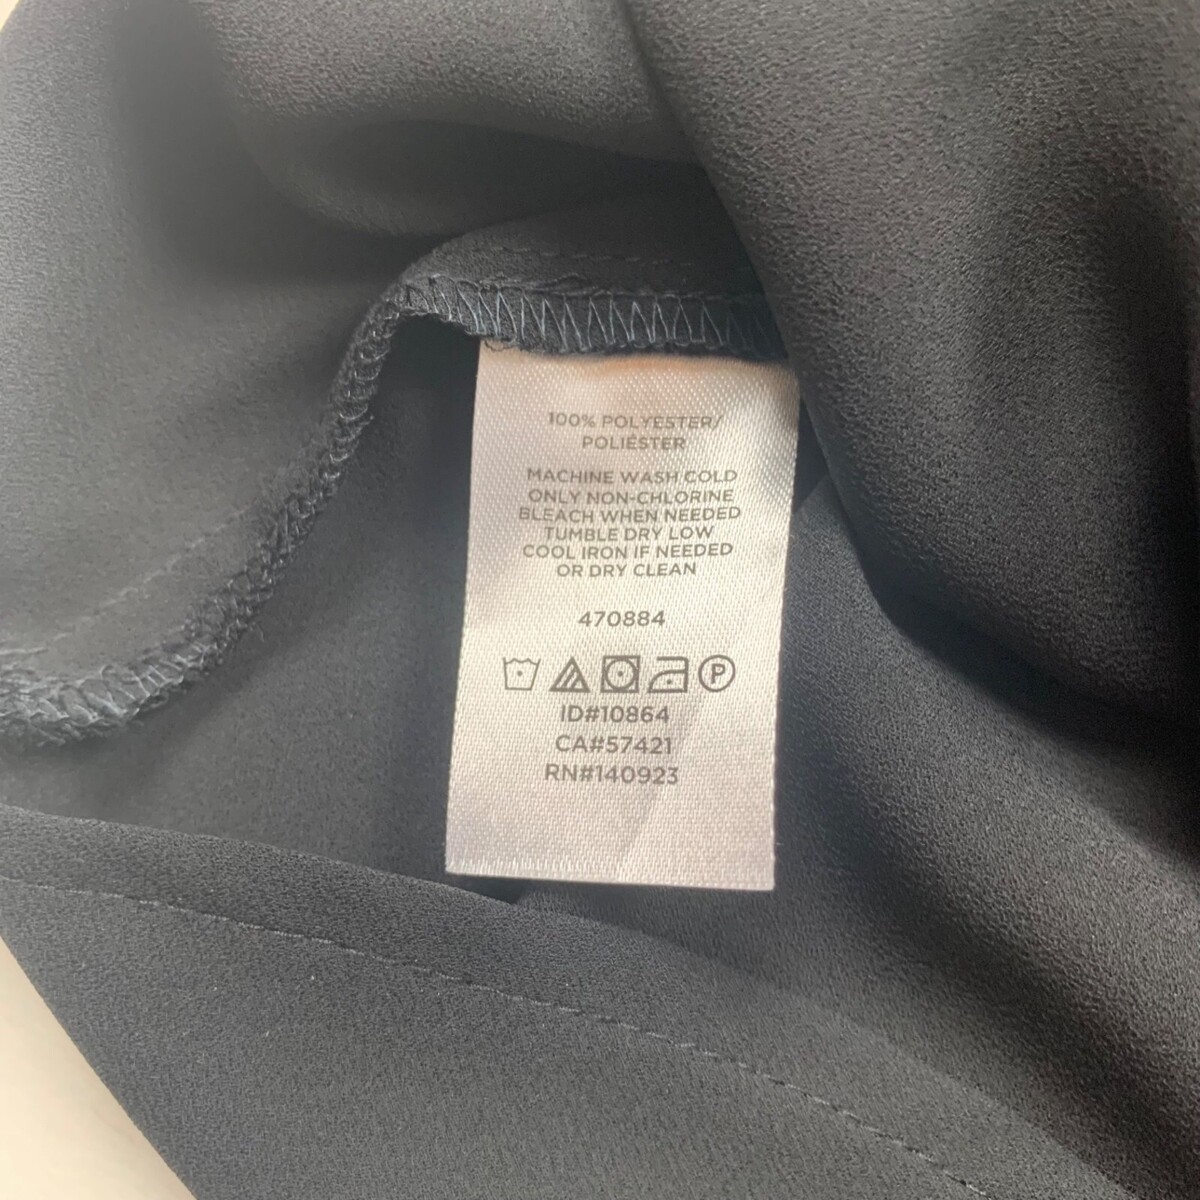 100% POLYESTER/
POLIÉSTER
MACHINE WASH COLD
ONLY NON-CHLORINE
BLEACH WHEN NEEDED
TUMBLE DRY LOW
COOL IRON IF NEEDED
OR DRY CLEAN
470884
P
ID#10864
CA#57421
RN#140923